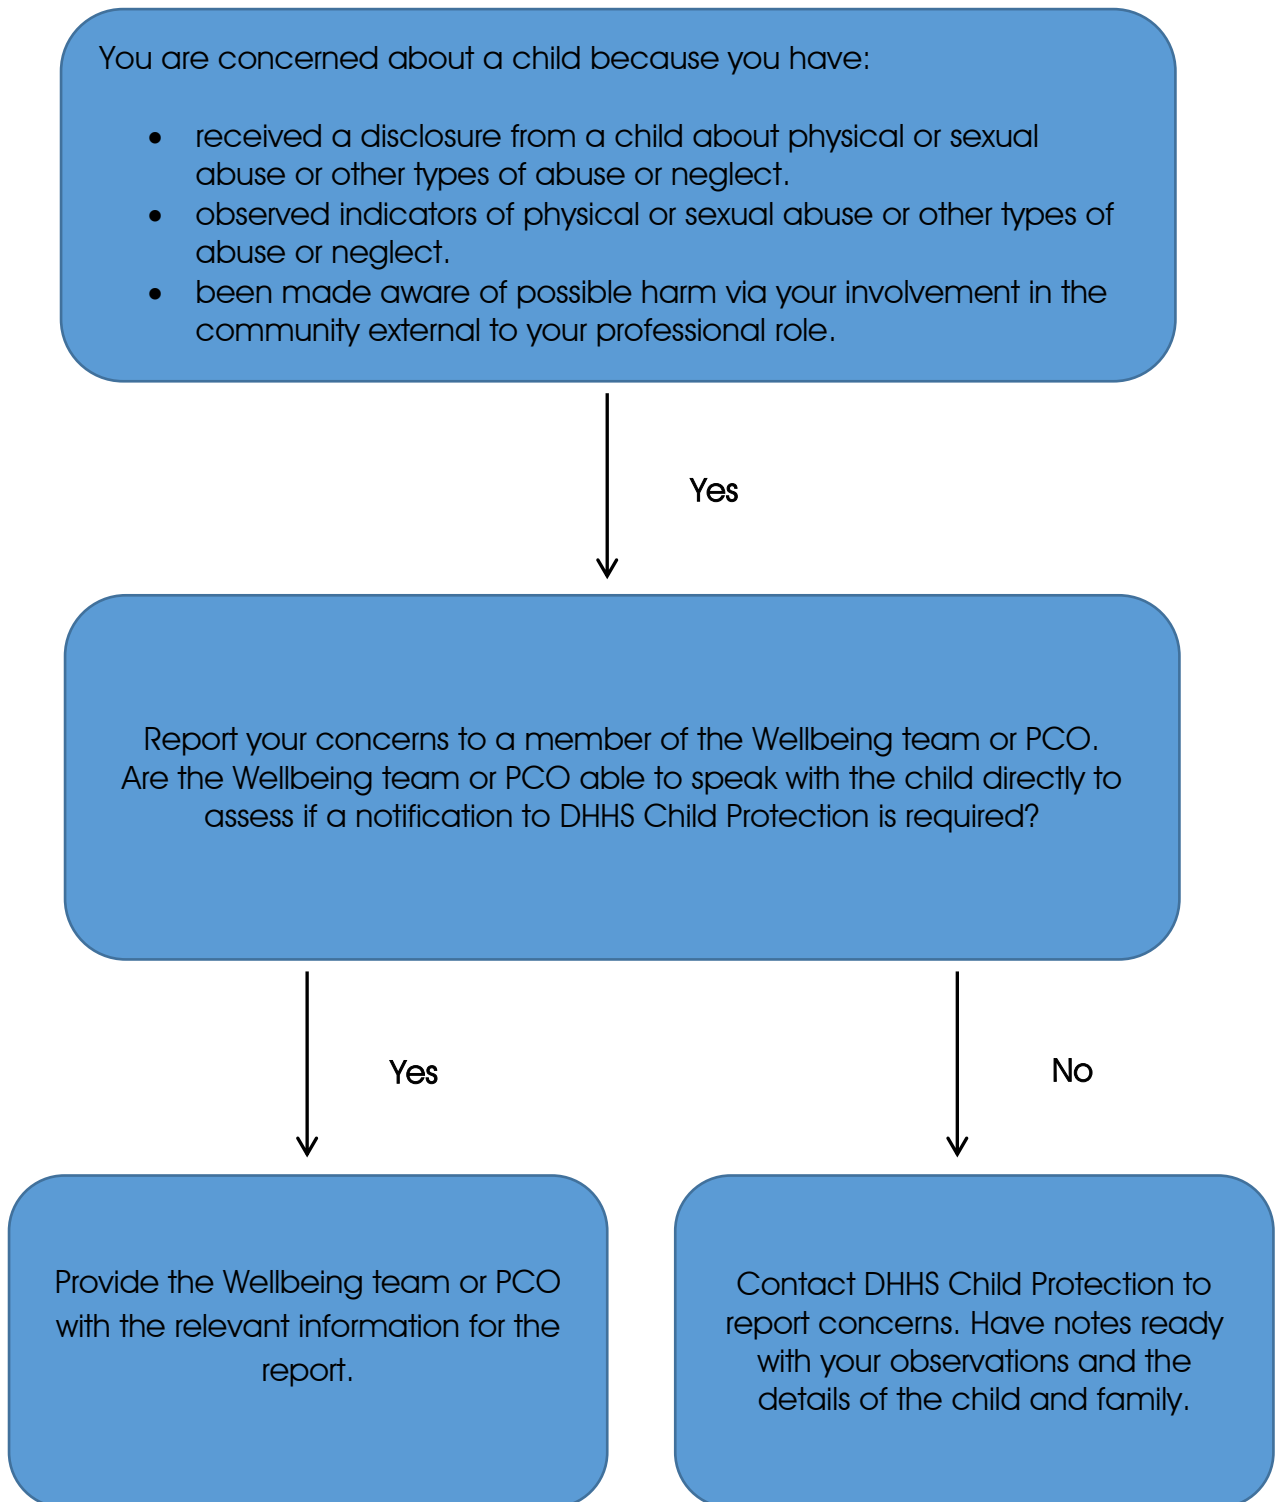 You are concerned about a child because you have:
• received a disclosure from a child about physical or sexual
abuse or other types of abuse or neglect.
• observed indicators of physical or sexual abuse or other types of
abuse or neglect.
• been made aware of possible harm via your involvement in the
community external to your professional role.
Yes
Report your concerns to a member of the Wellbeing team or PCO.
Are the Wellbeing team or PCO able to speak with the child directly to
assess if a notification to DHHS Child Protection is required?
Yes
No
Provide the Wellbeing team or PCO
with the relevant information for the
report.
Contact DHHS Child Protection to
report concerns. Have notes ready
with your observations and the
details of the child and family.